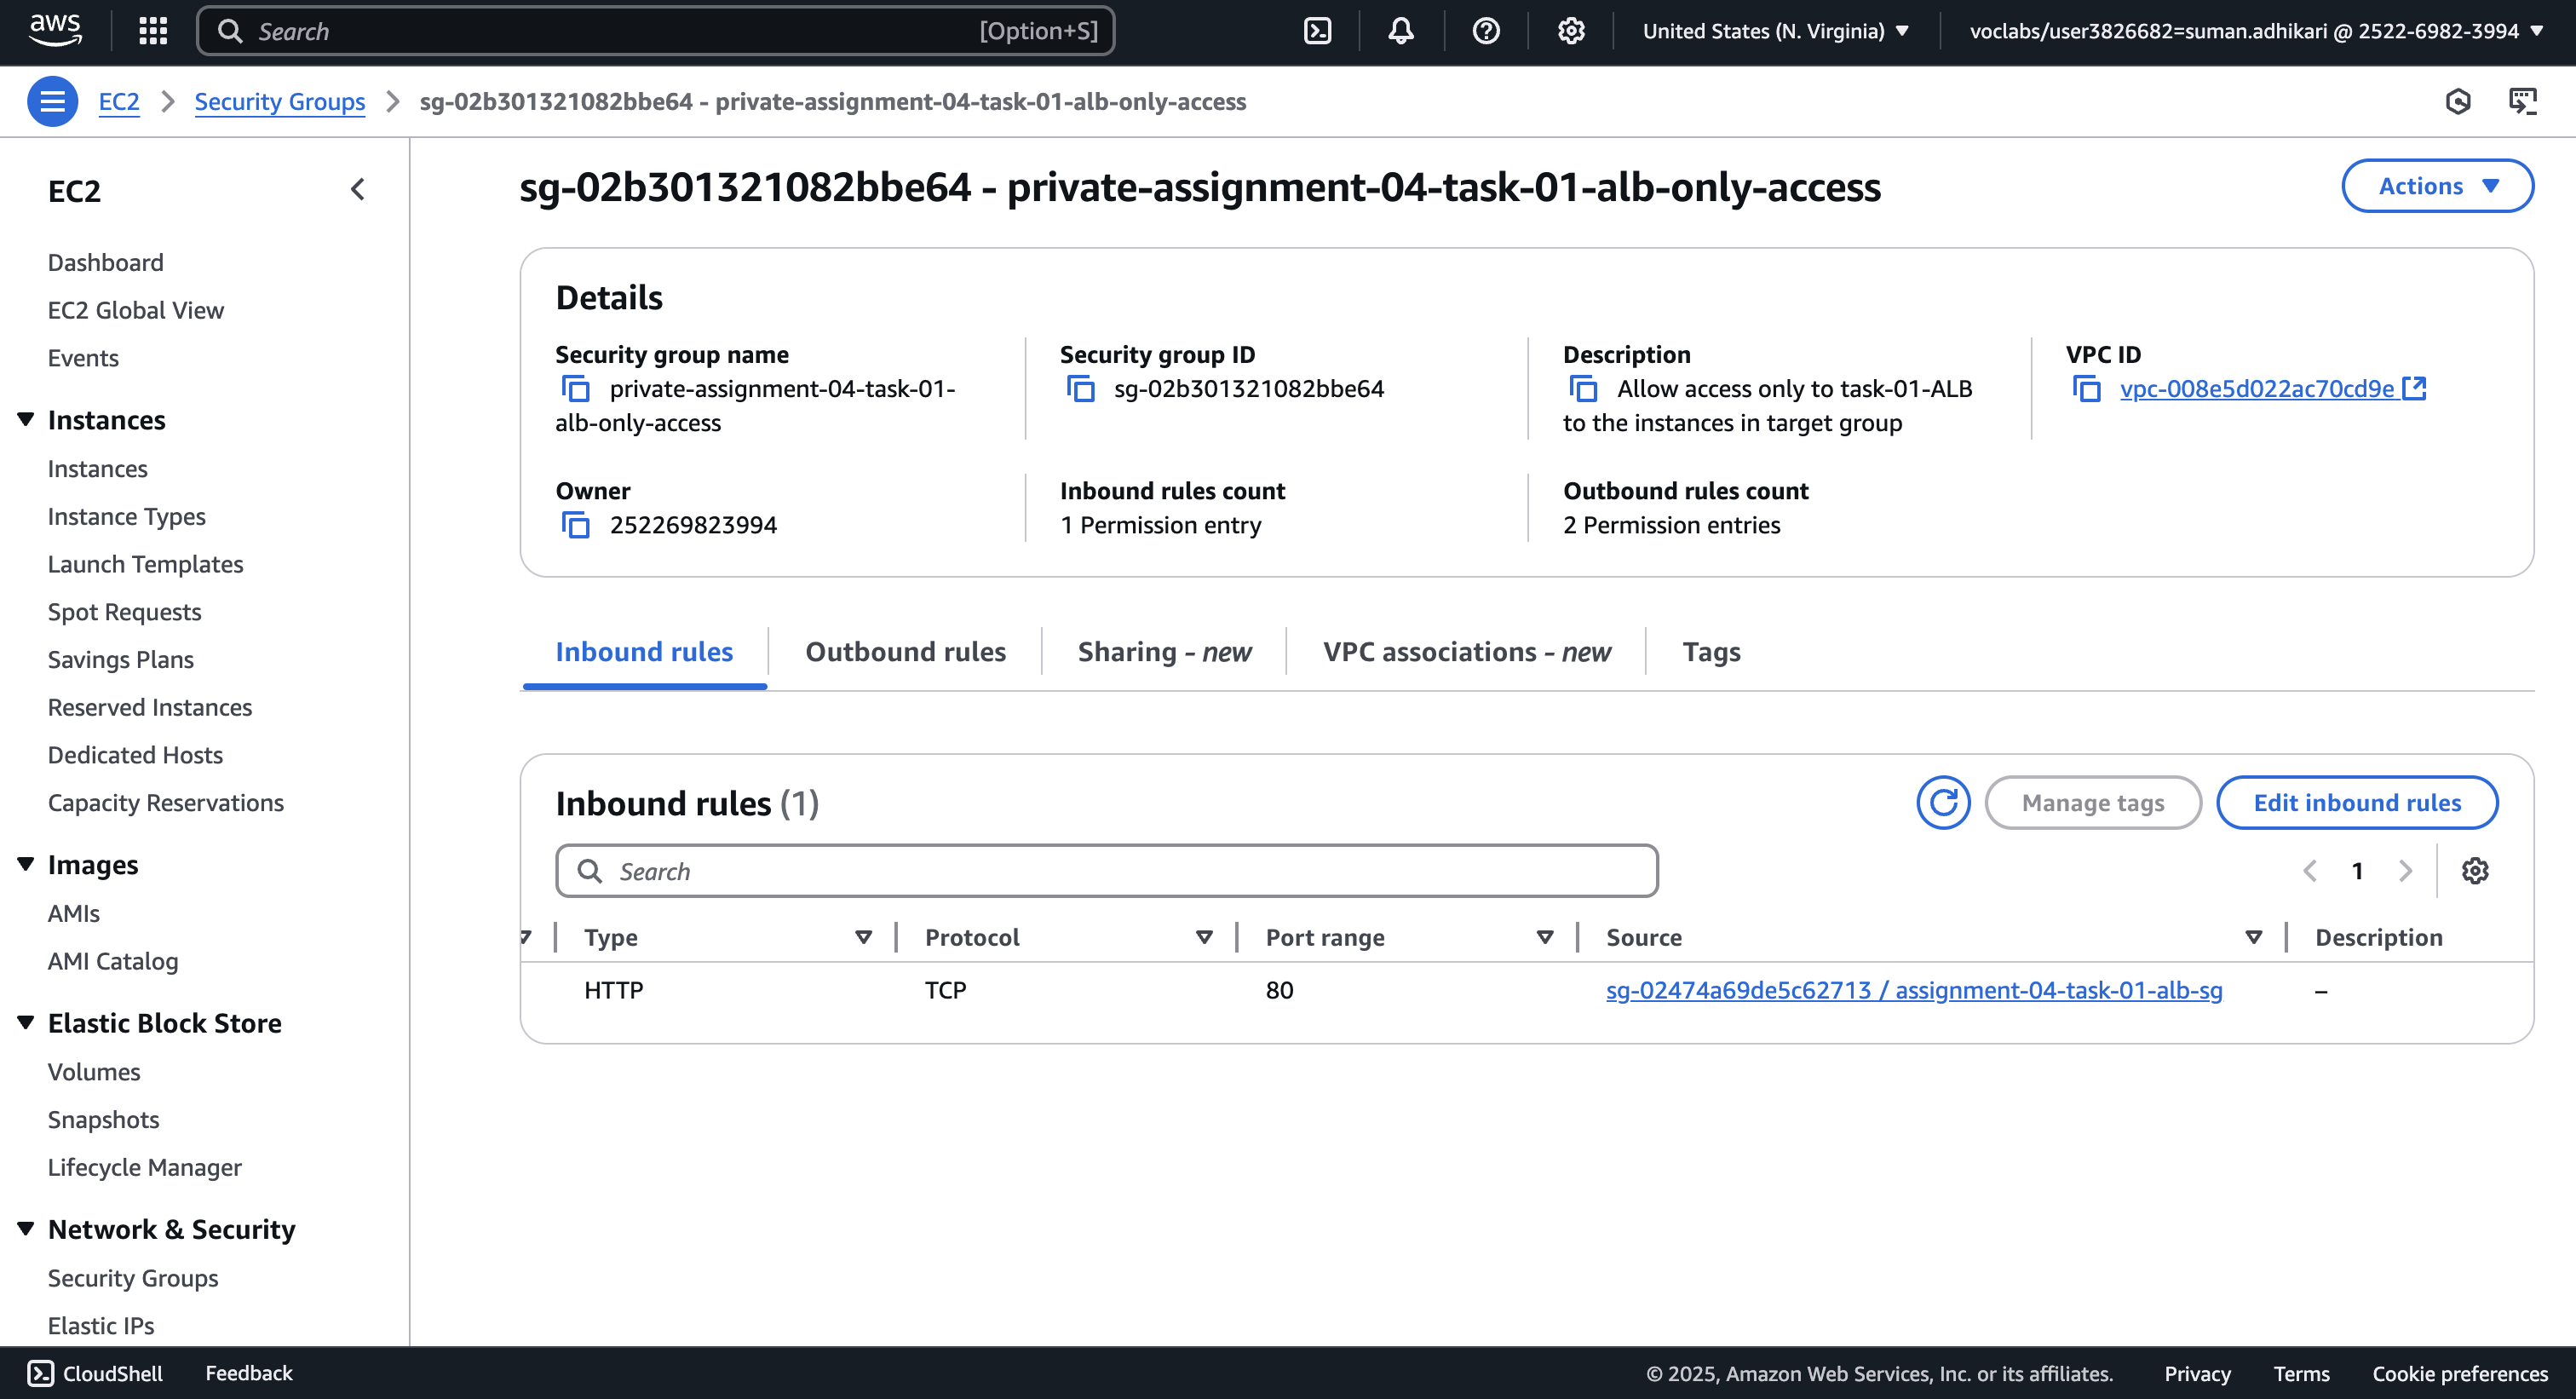 aws
Search [Option+S]
United States (N. Virginia)
voclabs/user3826682=suman.adhikari @ 2522-6982-3994
EC2
Security Groups
sg-02b301321082bbe64 - private-assignment-04-task-01-alb-only-access
EC2
Dashboard
EC2 Global View
Events
Instances
Instances
Instance Types
Launch Templates
Spot Requests
Savings Plans
Reserved Instances
Dedicated Hosts
Capacity Reservations
Images
AMIs
AMI Catalog
Elastic Block Store
Volumes
Snapshots
Lifecycle Manager
Network & Security
Security Groups
Elastic IPs
sg-02b301321082bbe64 - private-assignment-04-task-01-alb-only-access
Actions
Details
Security group name
private-assignment-04-task-01-
alb-only-access
Security group ID
sg-02b301321082bbe64
Description
Allow access only to task-01-ALB
to the instances in target group
VPC ID
vpc-008e5d022ac70cd9e
Owner
252269823994
Inbound rules count
1 Permission entry
Outbound rules count
2 Permission entries
Inbound rules
Outbound rules
Sharing - new
VPC associations - new
Tags
Inbound rules (1)
Manage tags
Edit inbound rules
Search
1
Type Protocol Port range Source Description
HTTP TCP 80 sg-02474a69de5c62713 / assignment-04-task-01-alb-sg –
CloudShell
Feedback
© 2025, Amazon Web Services, Inc. or its affiliates.
Privacy
Terms
Cookie preferences